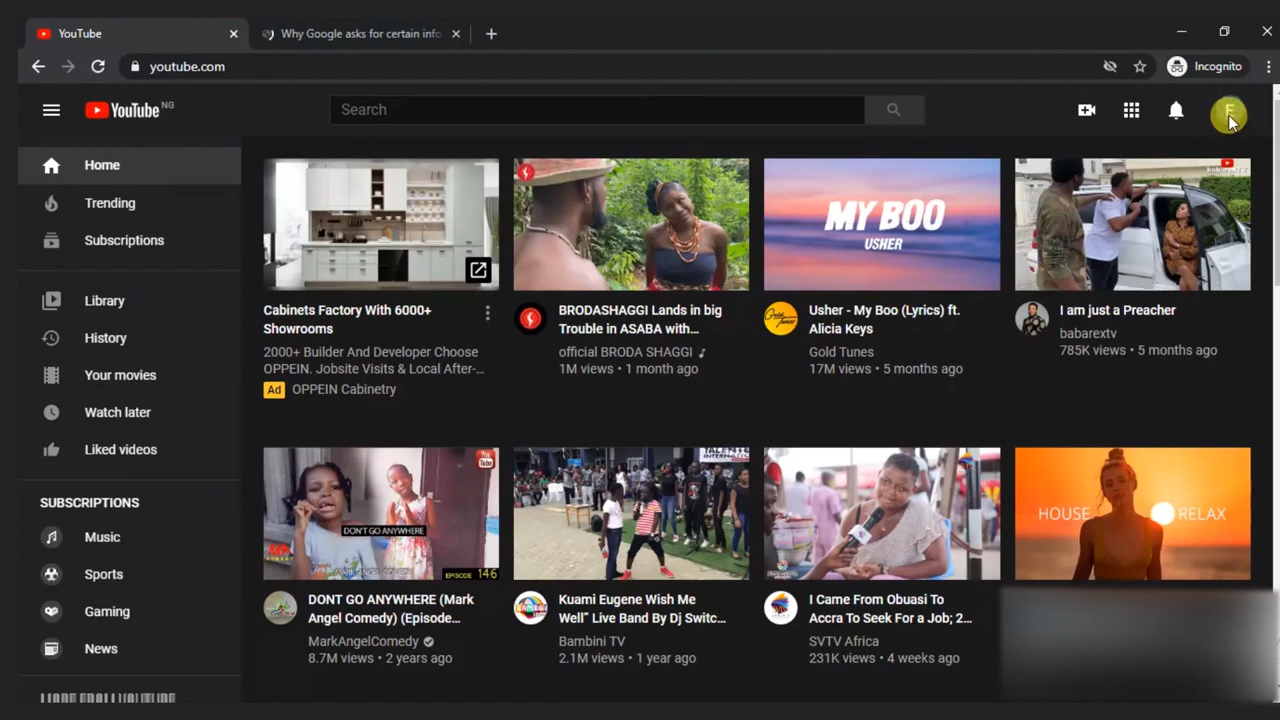 YouTube
Why Google asks for certain info
youtube.com
Incognito
YouTube NG
Search
E
Home
Trending
Subscriptions
Library
History
Your movies
Watch later
Liked videos
SUBSCRIPTIONS
Music
Sports
Gaming
News
Cabinets Factory With 6000+
Showrooms
2000+ Builder And Developer Choose
OPPEIN. Jobsite Visits & Local After-...
Ad OPPEIN Cabinetry
BRODASHAGGI Lands in big
Trouble in ASABA with...
official BRODA SHAGGI
1M views • 1 month ago
MY BOO
USHER
Usher - My Boo (Lyrics) ft.
Alicia Keys
Gold Tunes
17M views • 5 months ago
babarexTV
I am just a Preacher
babarextv
785K views • 5 months ago
You Tube
DON'T GO ANYWHERE
EPISODE 146
DONT GO ANYWHERE (Mark
Angel Comedy) (Episode...
MarkAngelComedy
8.7M views • 2 years ago
Kuami Eugene Wish Me
Well” Live Band By Dj Switc...
Bambini TV
2.1M views • 1 year ago
I Came From Obuasi To
Accra To Seek For a Job; 2...
SVTV Africa
231K views • 4 weeks ago
HOUSE RELAX